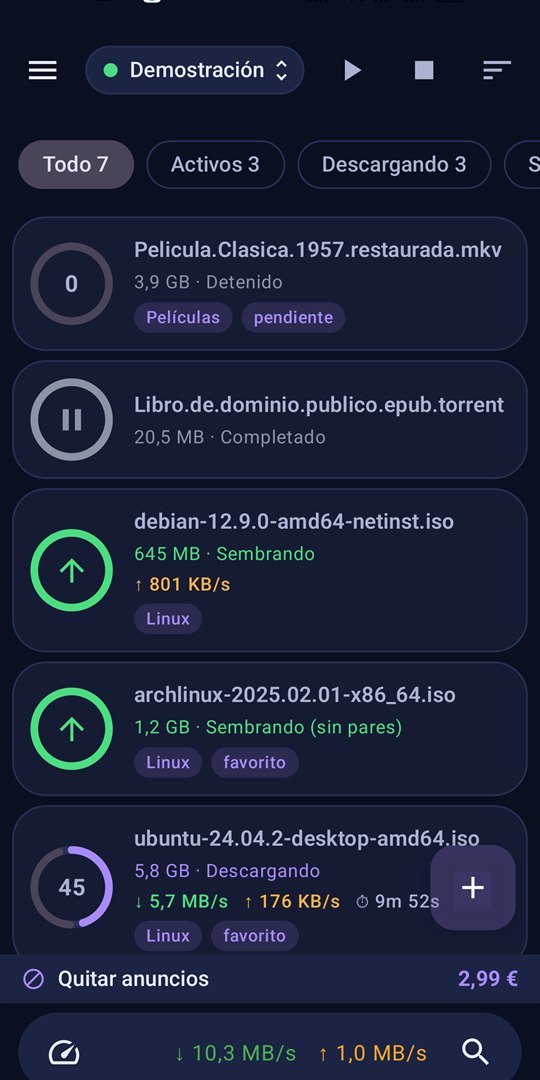 Demostración
Todo 7
Activos 3
Descargando 3
S
0
Pelicula.Clasica.1957.restaurada.mkv
3,9 GB · Detenido
Películas
pendiente
Libro.de.dominio.publico.epub.torrent
20,5 MB · Completado
debian-12.9.0-amd64-netinst.iso
645 MB · Sembrando
↑ 801 KB/s
Linux
archlinux-2025.02.01-x86_64.iso
1,2 GB · Sembrando (sin pares)
Linux
favorito
45
ubuntu-24.04.2-desktop-amd64.iso
5,8 GB · Descargando
↓ 5,7 MB/s ↑ 176 KB/s ⏱ 9m 52s
Linux
favorito
Quitar anuncios
2,99 €
↓ 10,3 MB/s ↑ 1,0 MB/s